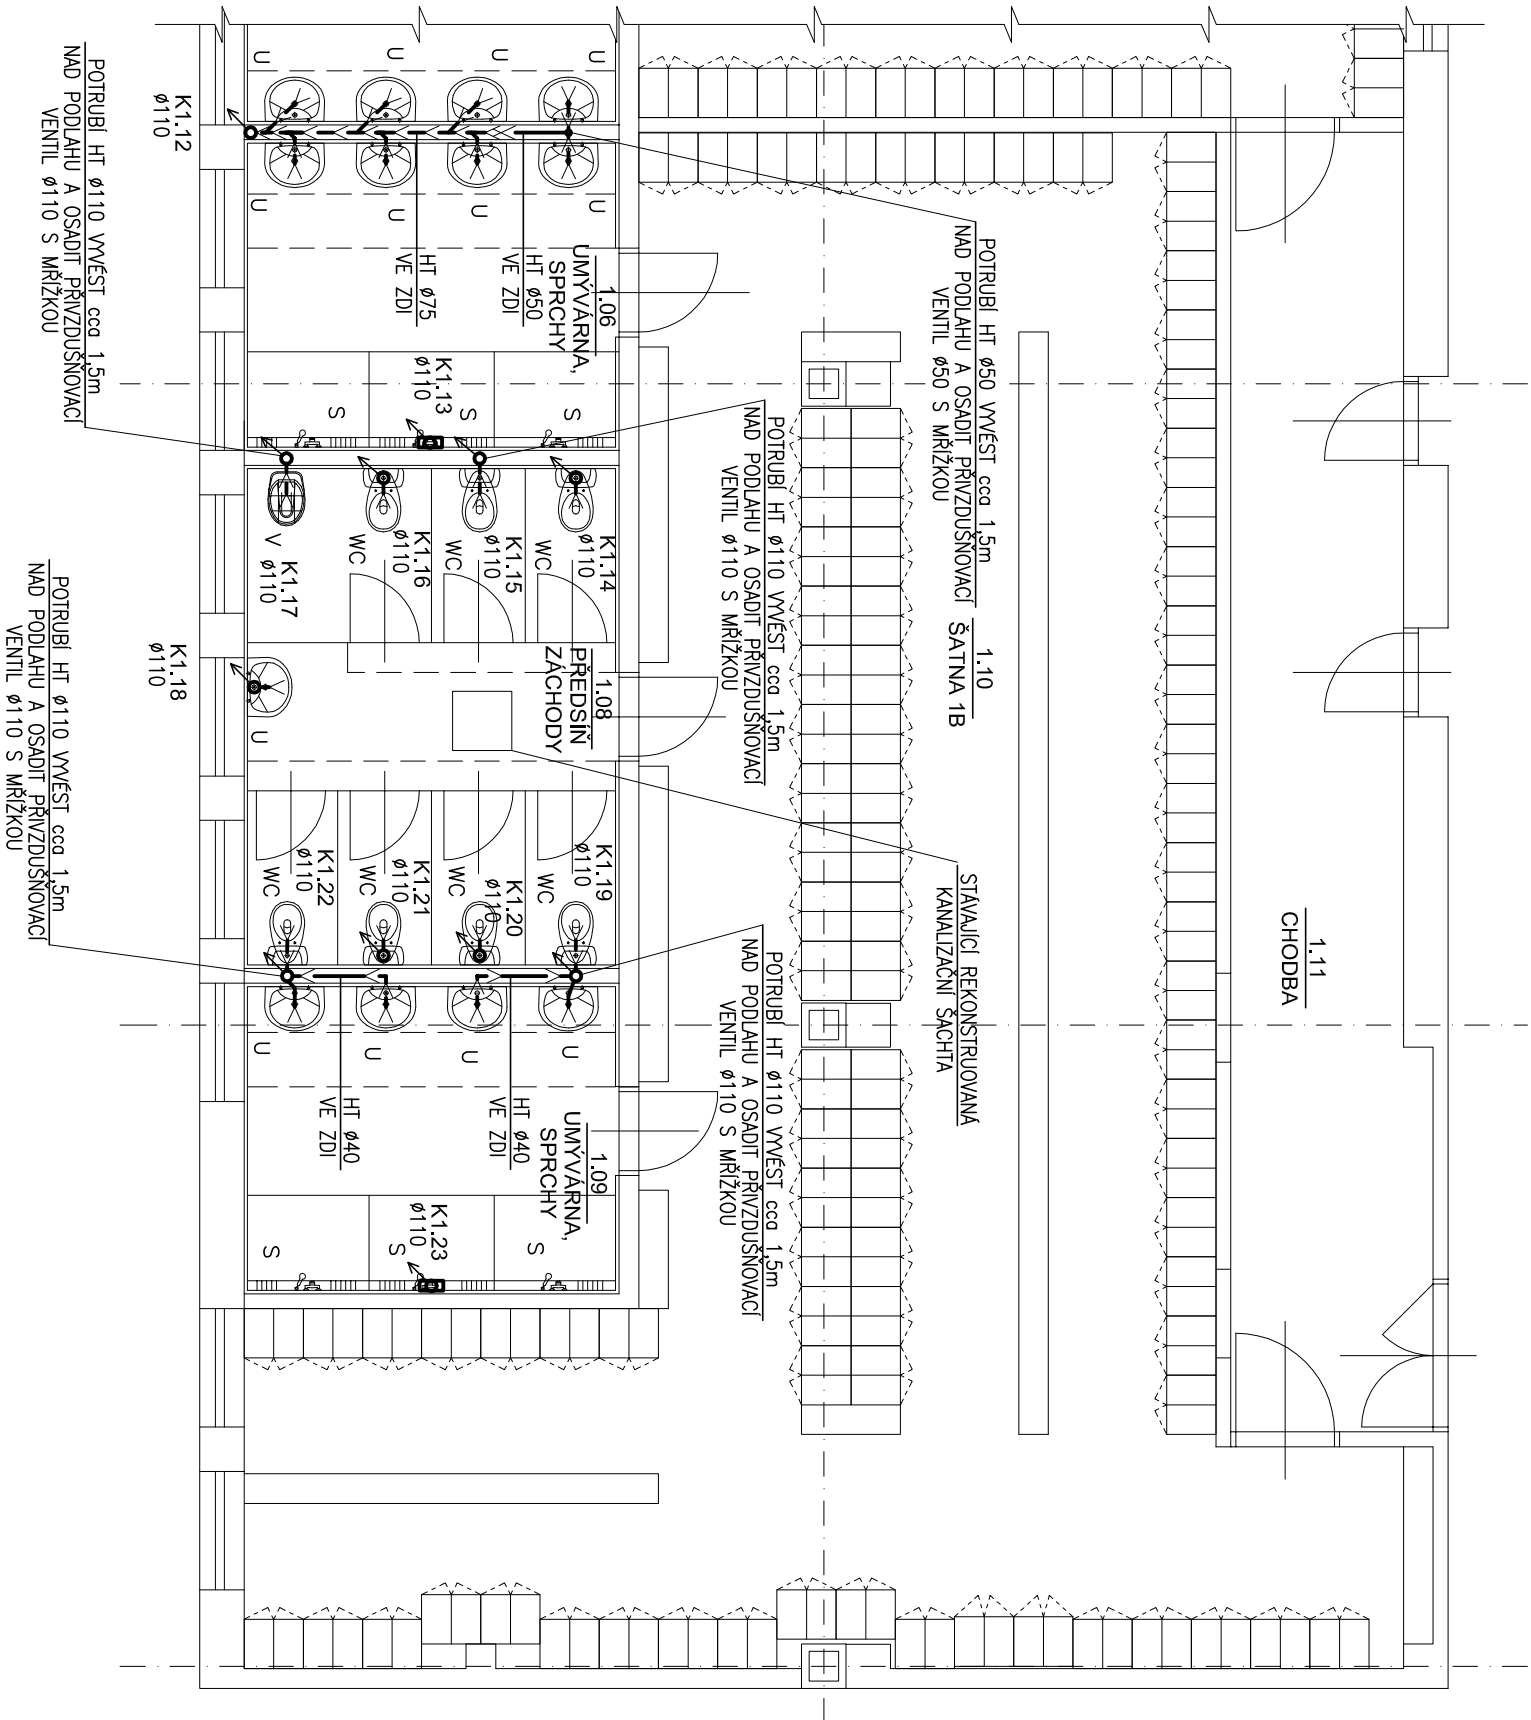 K1.12
ø110
POTRUBÍ HT ø110 VYVÉST cca 1,5m
NAD PODLAHU A OSADIT PŘIVZDUŠŇOVACÍ
VENTIL ø110 S MŘÍŽKOU
U
U
U
U
U
U
U
U
HT ø75
VE ZDI
HT ø50
VE ZDI
1.06
UMÝVÁRNA,
SPRCHY
POTRUBÍ HT ø50 VYVÉST cca 1,5m
NAD PODLAHU A OSADIT PŘIVZDUŠŇOVACÍ
VENTIL ø50 S MŘÍŽKOU
S
K1.13
ø110
S
S
POTRUBÍ HT ø110 VYVÉST cca 1,5m
NAD PODLAHU A OSADIT PŘIVZDUŠŇOVACÍ
VENTIL ø110 S MŘÍŽKOU
K1.14
ø110
WC
K1.15
ø110
WC
K1.16
ø110
WC
K1.17
ø110
V
K1.18
ø110
U
1.08
PŘEDSÍŇ
ZÁCHODY
1.10
ŠATNA 1B
1.11
CHODBA
STÁVAJÍCÍ REKONSTRUOVANÁ
KANALIZAČNÍ ŠACHTA
K1.19
ø110
WC
K1.20
ø110
WC
K1.21
ø110
WC
K1.22
ø110
WC
POTRUBÍ HT ø110 VYVÉST cca 1,5m
NAD PODLAHU A OSADIT PŘIVZDUŠŇOVACÍ
VENTIL ø110 S MŘÍŽKOU
POTRUBÍ HT ø110 VYVÉST cca 1,5m
NAD PODLAHU A OSADIT PŘIVZDUŠŇOVACÍ
VENTIL ø110 S MŘÍŽKOU
U
U
U
U
HT ø40
VE ZDI
HT ø40
VE ZDI
1.09
UMÝVÁRNA,
SPRCHY
K1.23
ø110
S
S
S